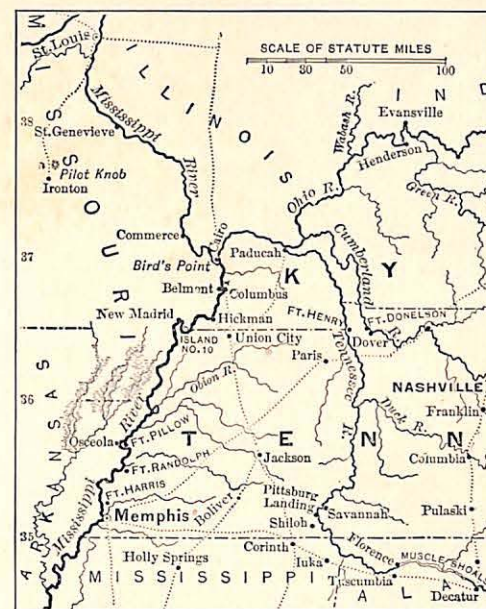 SCALE OF STATUTE MILES
10 20 30 40 50 100
St. Louis
ILLINOIS
IND
Evansville
Wabash R.
Henderson
Mississippi River
38
St. Genevieve
Pilot Knob
Ironton
MISSOURI
Ohio R.
Green R.
Commerce
Cairo
37
Paducah
Cumberland R.
K Y
Bird's Point
Belmont
Columbus
New Madrid
Hickman
FT. HENRY
FT. DONELSON
ISLAND NO. 10
Union City
Dover
Paris
Tennessee R.
Obion R.
NASHVILLE
36
Franklin
Duck R.
River
Osceola
FT. PILLOW
TENN
ARKANSAS
FT. RANDOLPH
Jackson
Columbia
FT. HARRIS
Boliver
Pittsburg Landing
Savannah
Pulaski
Memphis
Shiloh
Mississippi
35
Corinth
Florence
MUSCLE SHOALS
Holly Springs
Iuka
MISSISSIPPI
Tuscumbia
ALA
Decatur